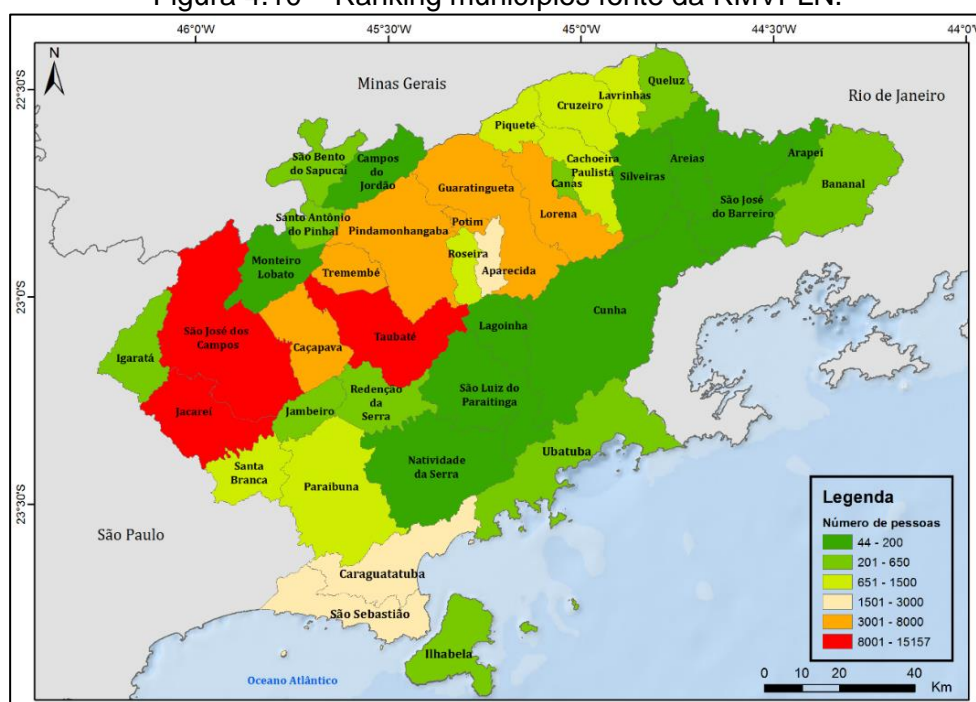 Figura 4.10 – Ranking municípios fonte da RMVPLN.
46°0'W
45°30'W
45°0'W
44°30'W
44°0'W
N
22°30'S
23°0'S
23°30'S
Minas Gerais
Rio de Janeiro
São Paulo
Oceano Atlântico
Queluz
Lavrinhas
Cruzeiro
Piquete
São Bento
do Sapucaí
Campos
do
Jordão
Cachoeira
Paulista
Canas
Silveiras
Areias
Arapeí
São José
do Barreiro
Bananal
Guaratingueta
Lorena
Santo Antônio
do Pinhal
Pindamonhangaba
Potim
Roseira
Aparecida
Monteiro
Lobato
Tremembé
Cunha
São José dos
Campos
Caçapava
Taubaté
Lagoinha
Igaratá
Redenção
da
Serra
São Luiz do
Paraitinga
Jacareí
Jambeiro
Ubatuba
Santa
Branca
Paraibuna
Natividade
da Serra
Caraguatatuba
São Sebastião
Ilhabela
Legenda
Número de pessoas
44 - 200
201 - 650
651 - 1500
1501 - 3000
3001 - 8000
8001 - 15157
0 10 20 40
Km